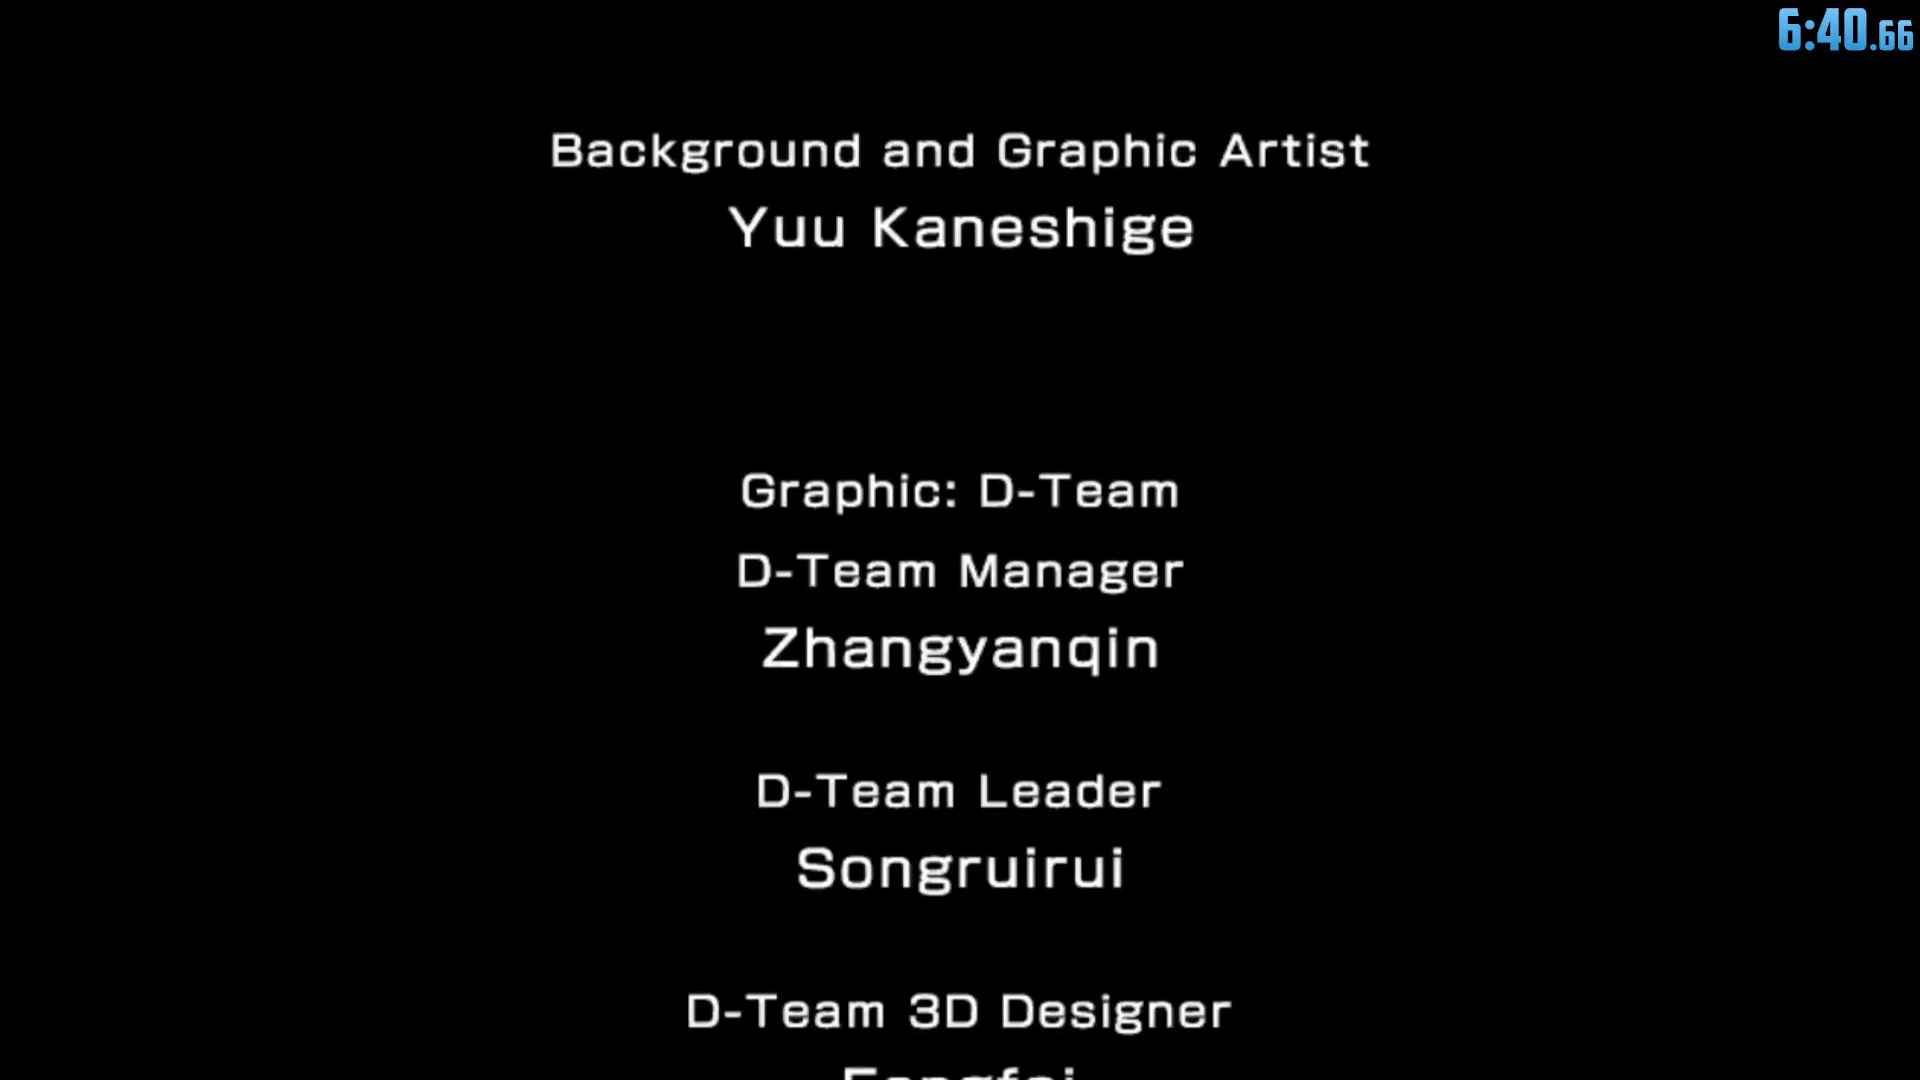 6:40.66
Background and Graphic Artist
Yuu Kaneshige
Graphic: D-Team
D-Team Manager
Zhangyanqin
D-Team Leader
Songruirui
D-Team 3D Designer